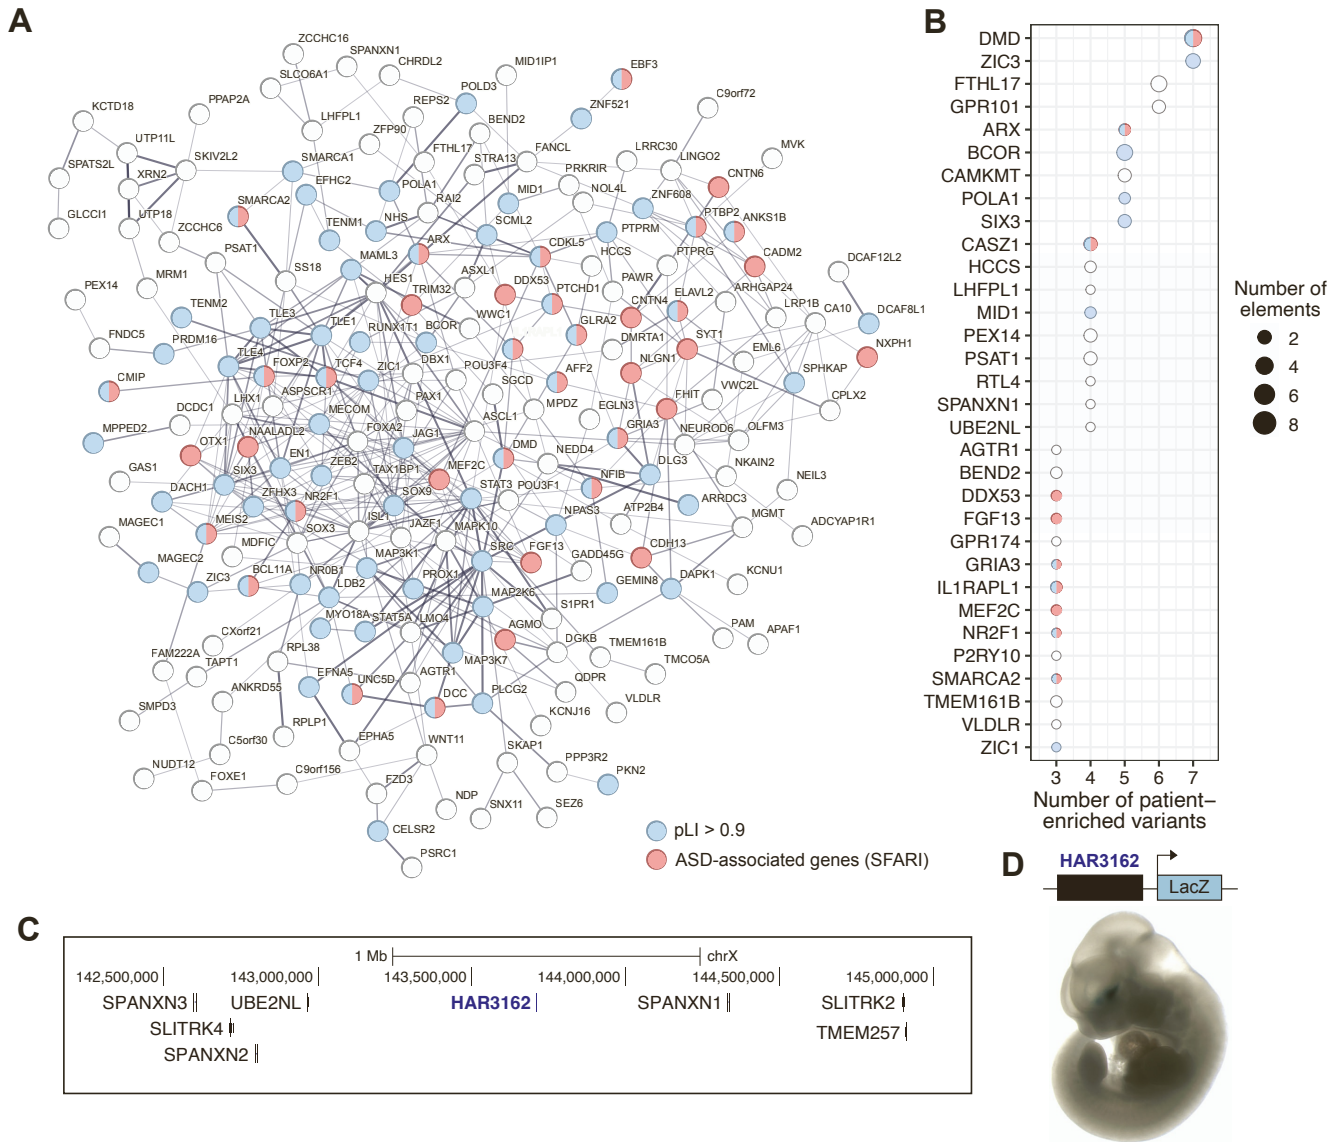 A
ZCCHC16
SPANXN1
SLCO6A1
CHRDL2
MID1IP1
EBF3
POLD3
KCTD18
PPAP2A
REPS2
ZNF521
C9orf72
LHFPL1
BEND2
UTP11L
ZFP90
SKIV2L2
FTHL17
FANCL
LRRC30
LINGO2
MVK
SPATS2L
XRN2
SMARCA1
STRA13
PRKRIR
CNTN6
EFHC2
POLA1
MID1
NOL4L
ZNF608
GLCCI1
UTP18
SMARCA2
RAI2
PTBP2
ANKS1B
TENM1
NHS
SCML2
PTPRM
ZCCHC6
PSAT1
ARX
CDKL5
HCCS
PTPRG
CADM2
MAML3
DCAF12L2
MRM1
SS18
HES1
ASXL1
PEX14
TRIM32
DDX53
PTCHD1
PAWR
ARHGAP24
TENM2
CNTN4
ELAVL2
LRP1B
CA10
DCAF8L1
TLE3
TLE1
RUNX1T1
BCOR
WWC1
GLRA2
FNDC5
PRDM16
DMRTA1
SYT1
EML6
NXPH1
TLE4
FOXP2
TCF4
ZIC1
DBX1
POU3F4
AFF2
NLGN1
SPHKAP
CMIP
ASPSCR1
SGCD
VWC2L
LHX1
PAX1
MPDZ
EGLN3
FHIT
CPLX2
DCDC1
MECOM
ASCL1
GRIA3
NEUROD6
OLFM3
MPPED2
NAALADL2
FOXA2
JAG1
DMD
NEDD4
OTX1
EN1
ZEB2
TAX1BP1
MEF2C
DLG3
NKAIN2
GAS1
SIX3
STAT3
POU3F1
NFIB
NEIL3
DACH1
ZFHX3
NR2F1
SOX9
ATP2B4
ARRDC3
MAGEC1
MEIS2
SOX3
ISL1
JAZF1
MAPK10
NPAS3
MGMT
ADCYAP1R1
MDFIC
MAP3K1
SRC
FGF13
GADD45G
CDH13
MAGEC2
ZIC3
BCL11A
NR0B1
LDB2
PROX1
MAP2K6
GEMIN8
DAPK1
KCNU1
MYO18A
STAT5A
LMO4
S1PR1
CXorf21
RPL38
AGMO
DGKB
TMEM161B
PAM
APAF1
FAM222A
TAPT1
EFNA5
UNC5D
AGTR1
MAP3K7
QDPR
TMCO5A
SMPD3
ANKRD55
DCC
PLCG2
KCNJ16
VLDLR
C5orf30
RPLP1
EPHA5
WNT11
SKAP1
PPP3R2
PKN2
NUDT12
FOXE1
C9orf156
FZD3
NDP
SNX11
SEZ6
CELSR2
PSRC1
pLI > 0.9
ASD-associated genes (SFARI)
B
DMD
ZIC3
FTHL17
GPR101
ARX
BCOR
CAMKMT
POLA1
SIX3
CASZ1
HCCS
LHFPL1
MID1
PEX14
PSAT1
RTL4
SPANXN1
UBE2NL
AGTR1
BEND2
DDX53
FGF13
GPR174
GRIA3
IL1RAPL1
MEF2C
NR2F1
P2RY10
SMARCA2
TMEM161B
VLDLR
ZIC1
3 4 5 6 7
Number of patient–
enriched variants
Number of
elements
2
4
6
8
C
1 Mb chrX
142,500,000 143,000,000 143,500,000 144,000,000 144,500,000 145,000,000
SPANXN3 UBE2NL HAR3162 SPANXN1 SLITRK2
SLITRK4 TMEM257
SPANXN2
D
HAR3162
LacZ